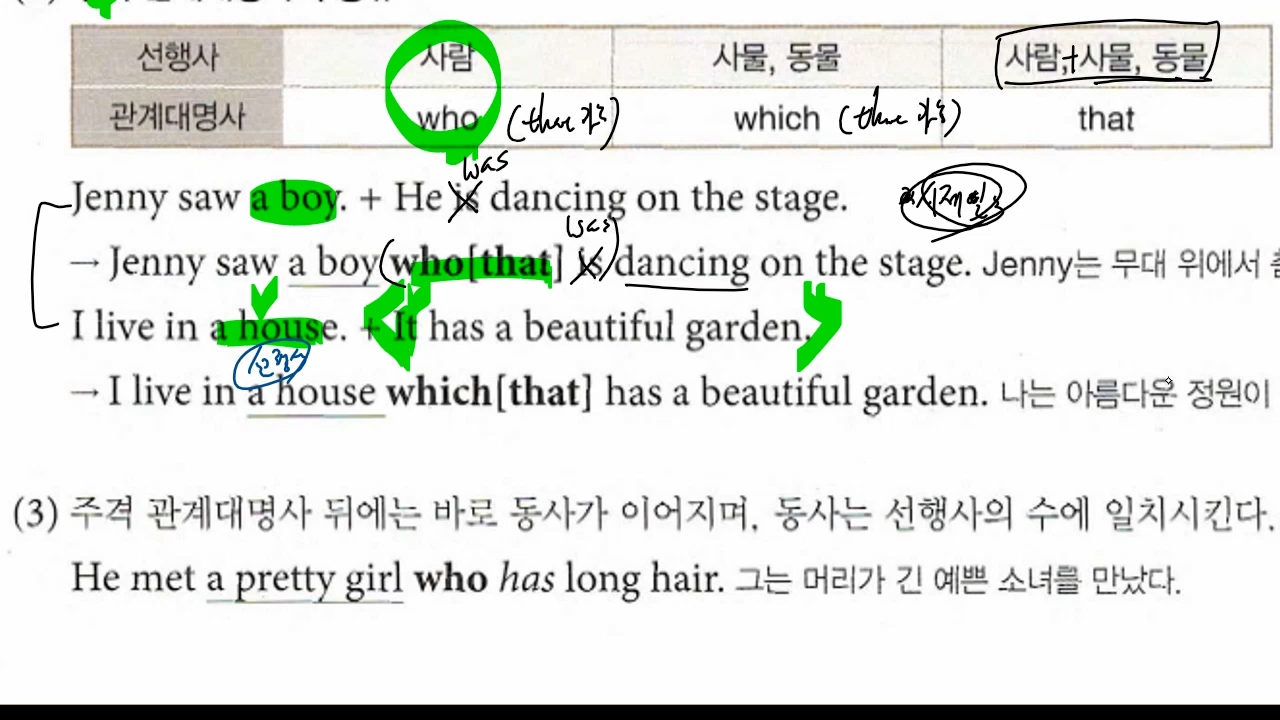 선행사 사람 사물, 동물 사람,+사물, 동물
관계대명사 who (that 가능) which (that 가능) that
was
Jenny saw a boy. + He is dancing on the stage.
was
→ Jenny saw a boy (who[that] is) dancing on the stage. Jenny는 무대 위에서
I live in a house. + It has a beautiful garden.
선행사
→ I live in a house which[that] has a beautiful garden. 나는 아름다운 정원이
(3) 주격 관계대명사 뒤에는 바로 동사가 이어지며, 동사는 선행사의 수에 일치시킨다.
He met a pretty girl who has long hair. 그는 머리가 긴 예쁜 소녀를 만났다.